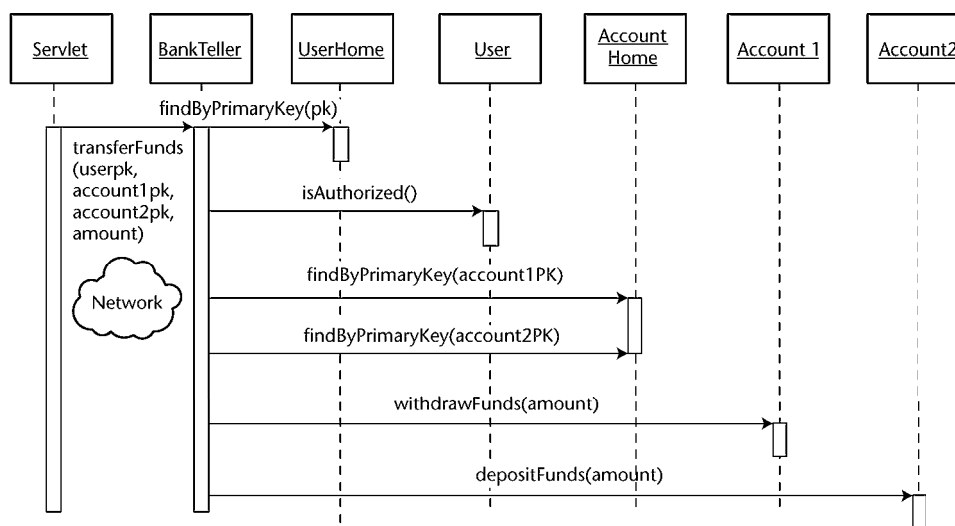 Servlet
BankTeller
UserHome
User
Account
Home
Account 1
Account2
findByPrimaryKey(pk)
transferFunds
(userpk,
account1pk,
account2pk,
amount)
isAuthorized()
Network
findByPrimaryKey(account1PK)
findByPrimaryKey(account2PK)
withdrawFunds(amount)
depositFunds(amount)